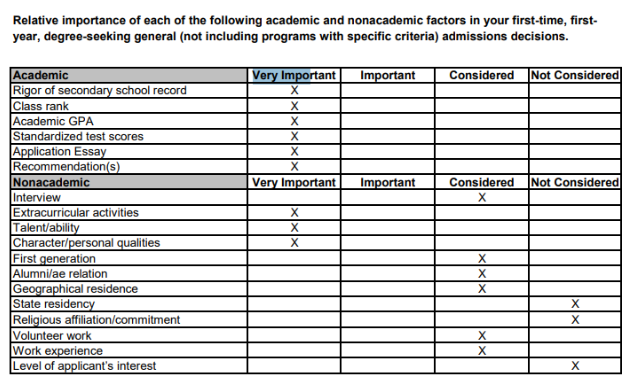 Relative importance of each of the following academic and nonacademic factors in your first-time, first-
year, degree-seeking general (not including programs with specific criteria) admissions decisions.
Academic Very Important Important Considered Not Considered
Rigor of secondary school record X
Class rank X
Academic GPA X
Standardized test scores X
Application Essay X
Recommendation(s) X
Nonacademic Very Important Important Considered Not Considered
Interview X
Extracurricular activities X
Talent/ability X
Character/personal qualities X
First generation X
Alumni/ae relation X
Geographical residence X
State residency X
Religious affiliation/commitment X
Volunteer work X
Work experience X
Level of applicant's interest X